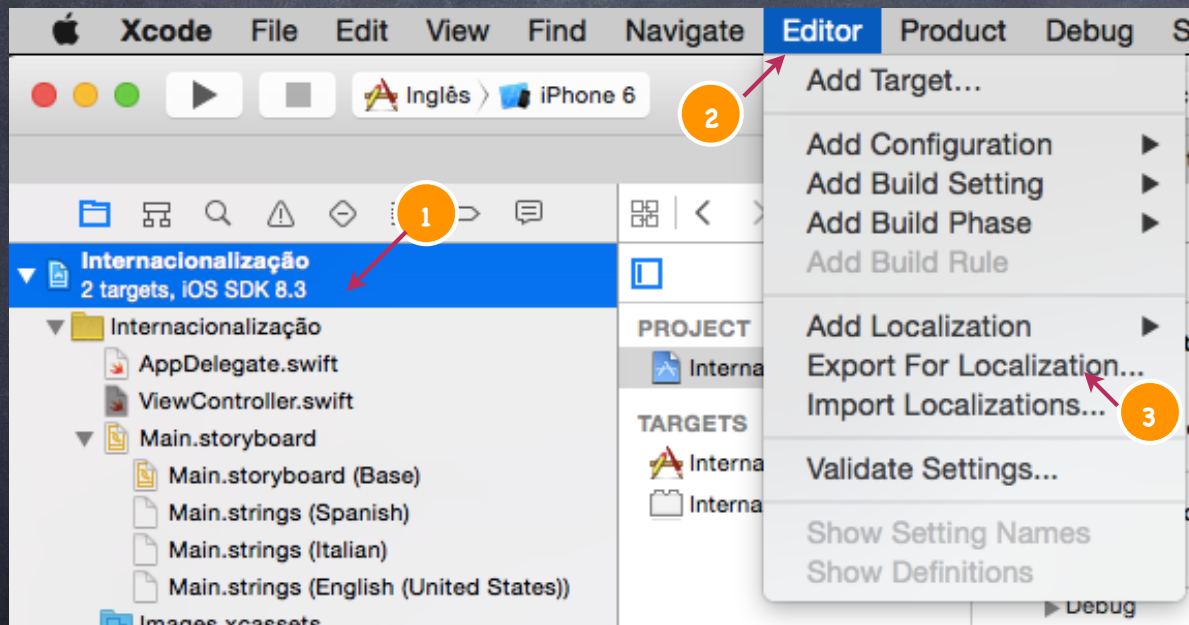 Xcode File Edit View Find Navigate Editor Product Debug S
Inglês iPhone 6
2
Add Target...
Add Configuration
Add Build Setting
Add Build Phase
Add Build Rule
Add Localization
Export For Localization...
Import Localizations...
3
Validate Settings...
Show Setting Names
Show Definitions
1
Internacionalização
2 targets, iOS SDK 8.3
Internacionalização
AppDelegate.swift
ViewController.swift
Main.storyboard
Main.storyboard (Base)
Main.strings (Spanish)
Main.strings (Italian)
Main.strings (English (United States))
Images.xcassets
PROJECT
Interna
TARGETS
Interna
Interna
Debug